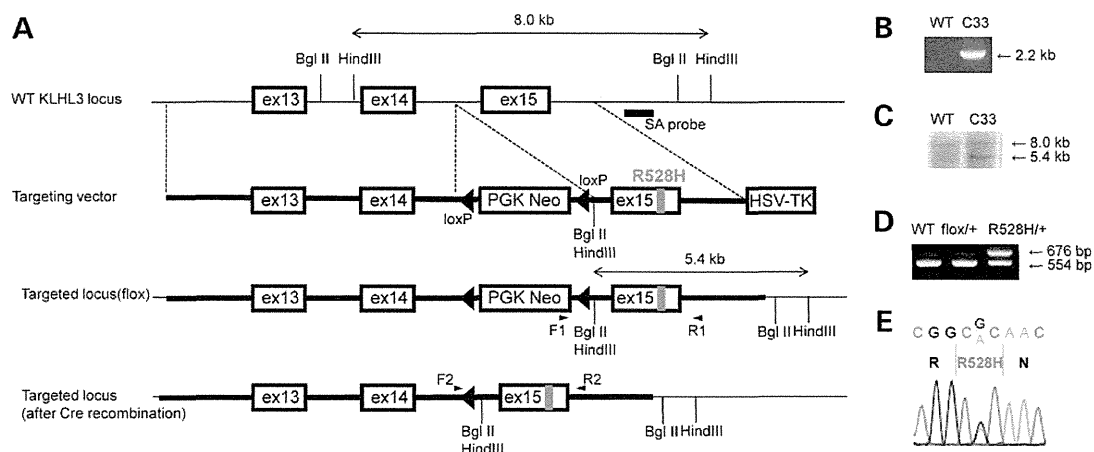 A
8.0 kb
Bgl II HindIII
Bgl II HindIII
WT KLHL3 locus
ex13
ex14
ex15
SA probe
Targeting vector
ex13
ex14
loxP
PGK Neo
loxP
R528H
ex15
HSV-TK
Bgl II
HindIII
5.4 kb
Targeted locus(flox)
ex13
ex14
PGK Neo
ex15
F1
Bgl II
HindIII
R1
Bgl II HindIII
Targeted locus
(after Cre recombination)
ex13
ex14
F2
ex15
R2
Bgl II
HindIII
Bgl II HindIII
B
WT C33
← 2.2 kb
C
WT C33
← 8.0 kb
← 5.4 kb
D
WT flox/+ R528H/+
← 676 bp
← 554 bp
E
C G G C G C A A C
A
R R528H N